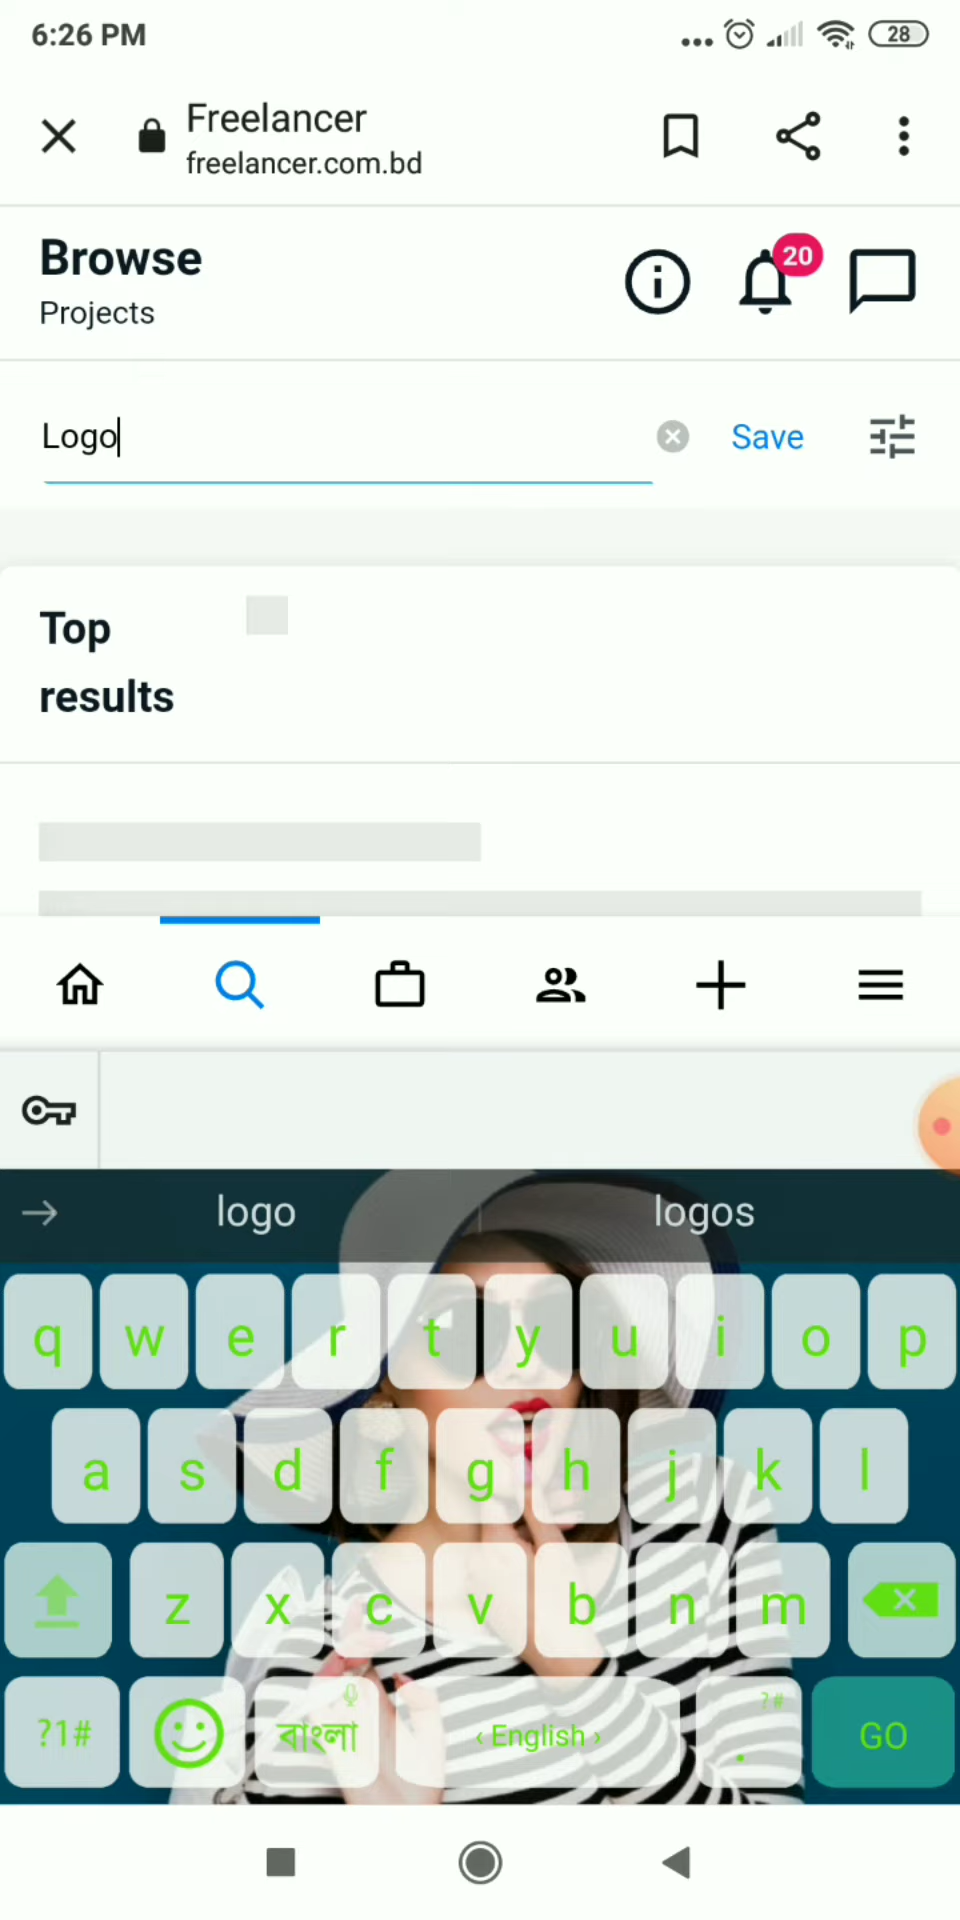 6:26 PM
28
Freelancer
freelancer.com.bd
Browse
20
Projects
Logo
Save
Top
results
logo
logos
q w e r t y u i o p
a s d f g h j k l
z x c v b n m
?1#
বাংলা
‹ English ›
?#
.
GO